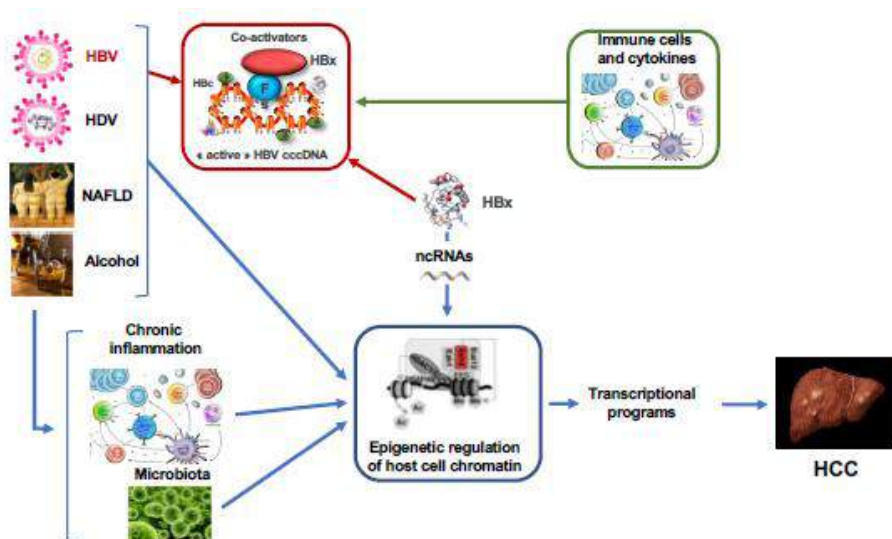 HBV
HDV
NAFLD
Alcohol
Co-activators
HBx
HBc
F
« active » HBV cccDNA
Immune cells
and cytokines
HBx
ncRNAs
Chronic
inflammation
Microbiota
Epigenetic regulation
of host cell chromatin
Transcriptional
programs
HCC